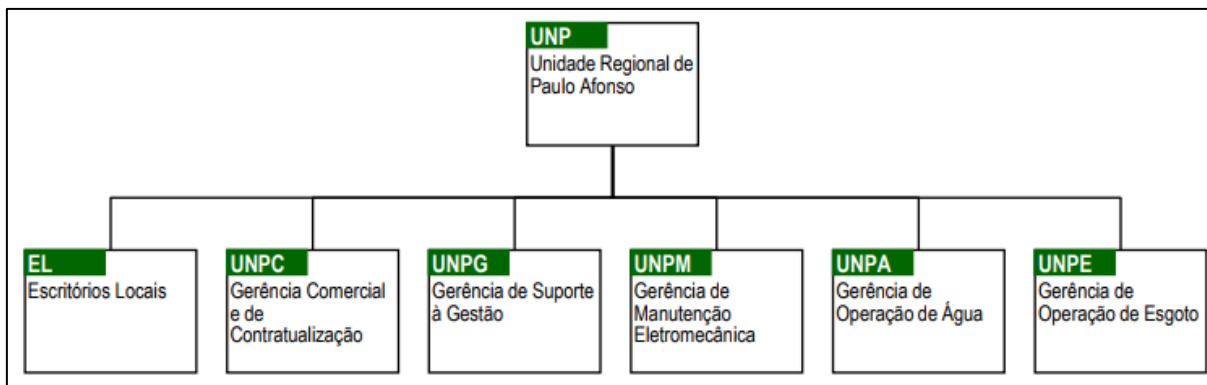 UNP
Unidade Regional de
Paulo Afonso
EL
Escritórios Locais
UNPC
Gerência Comercial
e de
Contratualização
UNPG
Gerência de Suporte
à Gestão
UNPM
Gerência de
Manutenção
Eletromecânica
UNPA
Gerência de
Operação de Água
UNPE
Gerência de
Operação de Esgoto